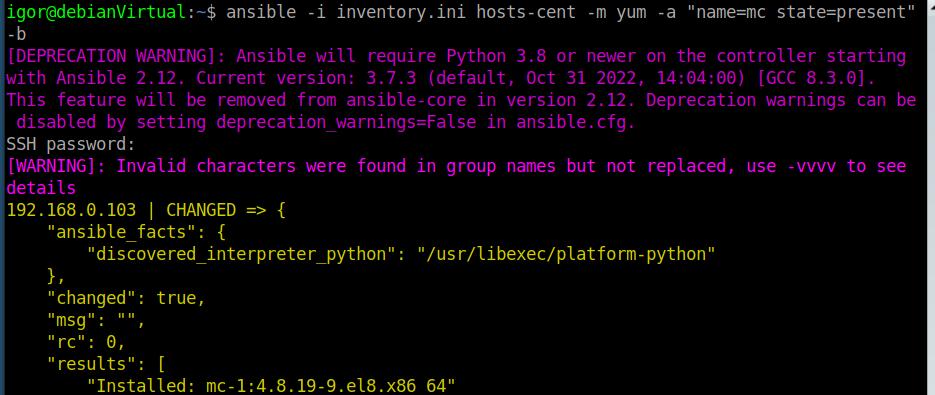 igor@debianVirtual:~$ ansible -i inventory.ini hosts-cent -m yum -a "name=mc state=present"
-b
[DEPRECATION WARNING]: Ansible will require Python 3.8 or newer on the controller starting
with Ansible 2.12. Current version: 3.7.3 (default, Oct 31 2022, 14:04:00) [GCC 8.3.0].
This feature will be removed from ansible-core in version 2.12. Deprecation warnings can be
 disabled by setting deprecation_warnings=False in ansible.cfg.
SSH password:
[WARNING]: Invalid characters were found in group names but not replaced, use -vvvv to see
details
192.168.0.103 | CHANGED => {
    "ansible_facts": {
        "discovered_interpreter_python": "/usr/libexec/platform-python"
    },
    "changed": true,
    "msg": "",
    "rc": 0,
    "results": [
        "Installed: mc-1:4.8.19-9.el8.x86_64"